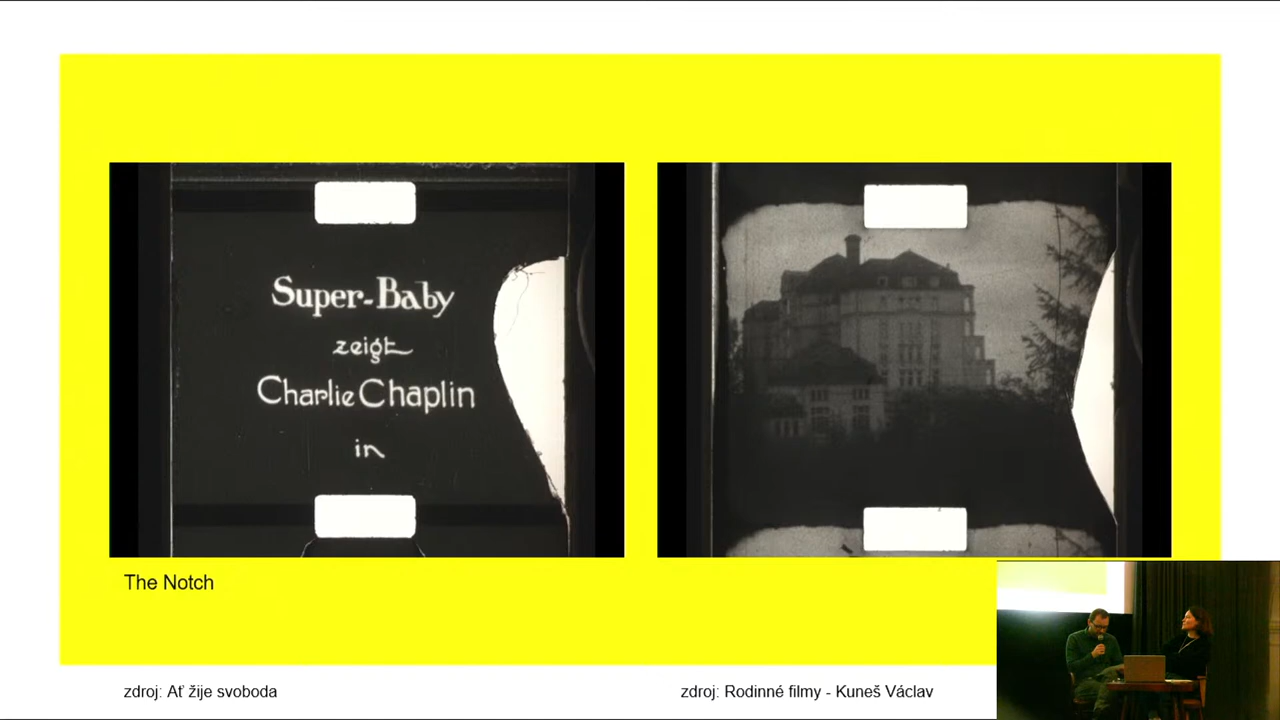 Super-Baby
zeigt
Charlie Chaplin
in
The Notch
zdroj: Ať žije svoboda
zdroj: Rodinné filmy - Kuneš Václav